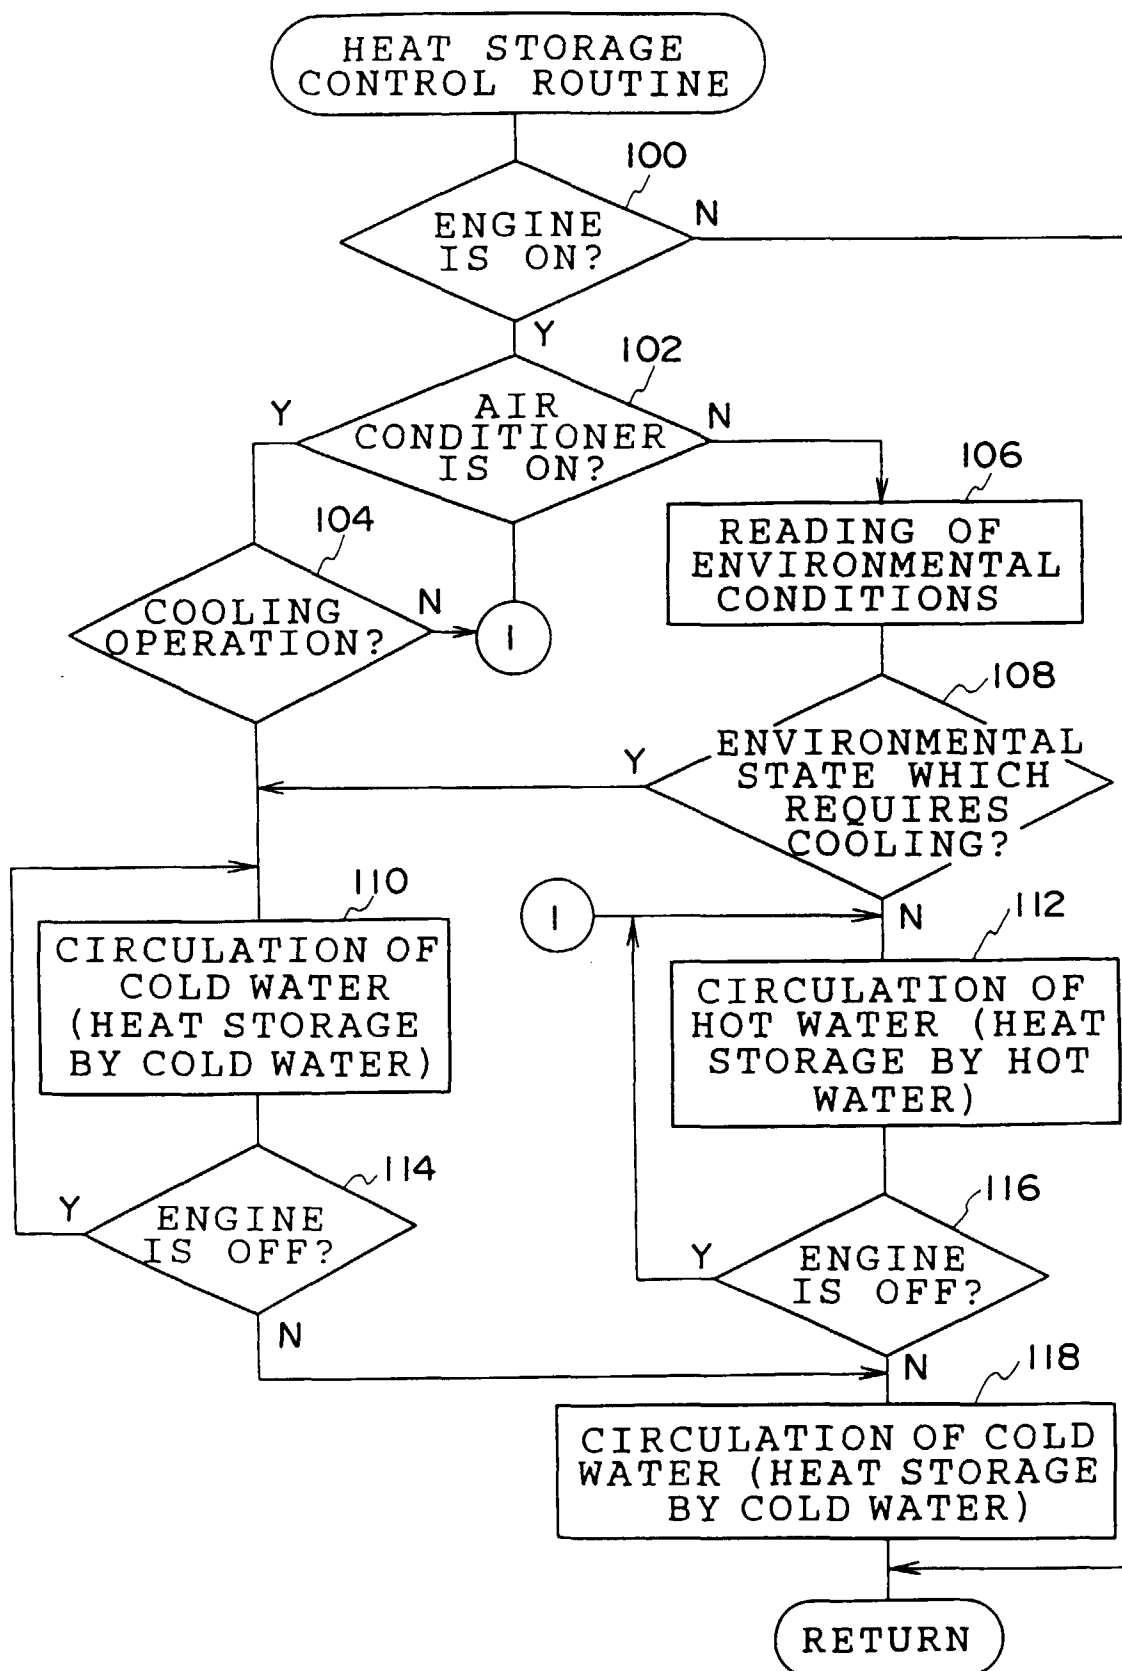 HEAT STORAGE
CONTROL ROUTINE
100
ENGINE
IS ON?
N
Y
102
AIR
CONDITIONER
IS ON?
Y
N
104
COOLING
OPERATION?
N
1
106
READING OF
ENVIRONMENTAL
CONDITIONS
108
ENVIRONMENTAL
STATE WHICH
REQUIRES
COOLING?
Y
N
110
CIRCULATION OF
COLD WATER
(HEAT STORAGE
BY COLD WATER)
1
112
CIRCULATION OF
HOT WATER (HEAT
STORAGE BY HOT
WATER)
114
ENGINE
IS OFF?
Y
N
116
ENGINE
IS OFF?
Y
N
118
CIRCULATION OF COLD
WATER (HEAT STORAGE
BY COLD WATER)
RETURN